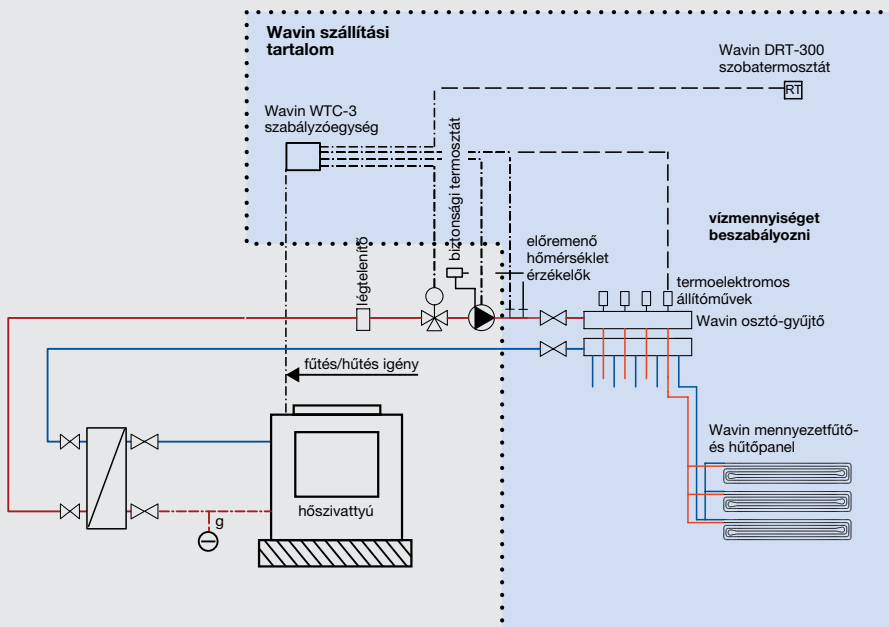 Wavin szállítási
tartalom
Wavin DRT-300
szobatermosztát
RT
Wavin WTC-3
szabályzóegység
biztonsági termosztát
légtelenítő
előremenő
hőmérséklet
érzékelők
vízmennyiséget
beszabályozni
termoelektromos
állítóművek
Wavin osztó-gyűjtő
fűtés/hűtés igény
Wavin mennyezetfűtő-
és hűtőpanel
hőszivattyú
g